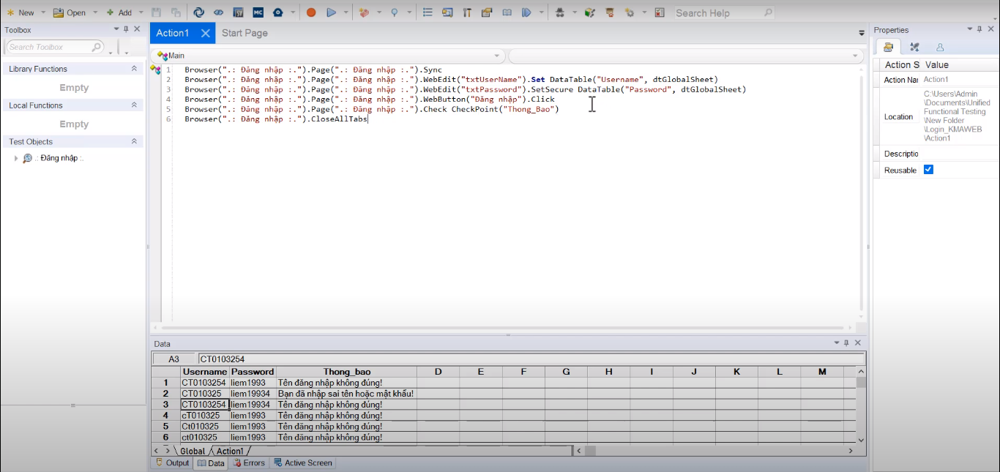 New Open Add Search Help
Toolbox
Search Toolbox
Library Functions
Empty
Local Functions
Empty
Test Objects
.: Đăng nhập :.
Action1 Start Page
Main
1 Browser(".: Đăng nhập :.").Page(".: Đăng nhập :.").Sync
2 Browser(".: Đăng nhập :.").Page(".: Đăng nhập :.").WebEdit("txtUserName").Set DataTable("Username", dtGlobalSheet)
3 Browser(".: Đăng nhập :.").Page(".: Đăng nhập :.").WebEdit("txtPassword").SetSecure DataTable("Password", dtGlobalSheet)
4 Browser(".: Đăng nhập :.").Page(".: Đăng nhập :.").WebButton("Đăng nhập").Click
5 Browser(".: Đăng nhập :.").Page(".: Đăng nhập :.").Check CheckPoint("Thong_Bao")
6 Browser(".: Đăng nhập :.").CloseAllTabs
Properties
Action S Value
Action Nar Action1
Location C:\Users\Admin
\Documents\Unified
Functional Testing
\New Folder
\Login_KMAWEB
\Action1
Descriptio
Reusable
Data
A3 CT0103254
Username Password Thong_bao D E F G H I J K L M
1 CT0103254 liem1993 Tên đăng nhập không đúng!
2 CT010325 liem19934 Bạn đã nhập sai tên hoặc mật khẩu!
3 CT0103254 liem19934 Tên đăng nhập không đúng!
4 cT010325 liem1993 Tên đăng nhập không đúng!
5 Ct010325 liem1993 Tên đăng nhập không đúng!
6 ct010325 liem1993 Tên đăng nhập không đúng!
Global Action1
Output Data Errors Active Screen